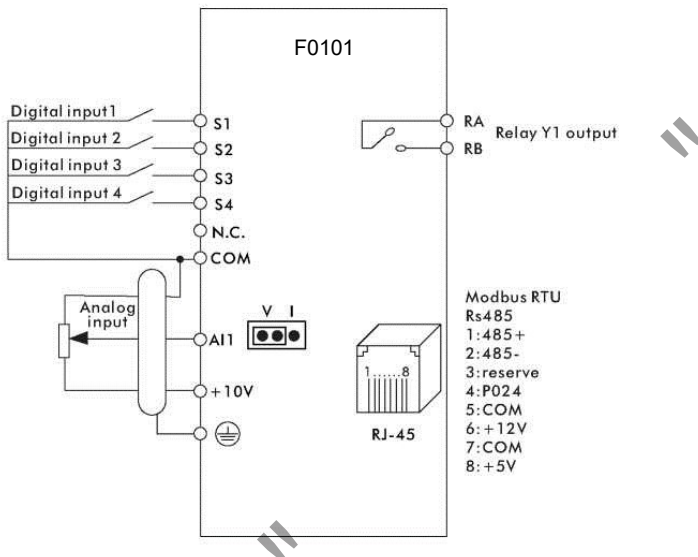 F0101
Digital input1
Digital input 2
Digital input 3
Digital input 4
S1
S2
S3
S4
N.C.
COM
Analog
input
AI1
+10V
V I
RA
RB
Relay Y1 output
1......8
RJ-45
Modbus RTU
Rs485
1:485+
2:485-
3:reserve
4:P024
5:COM
6:+12V
7:COM
8:+5V